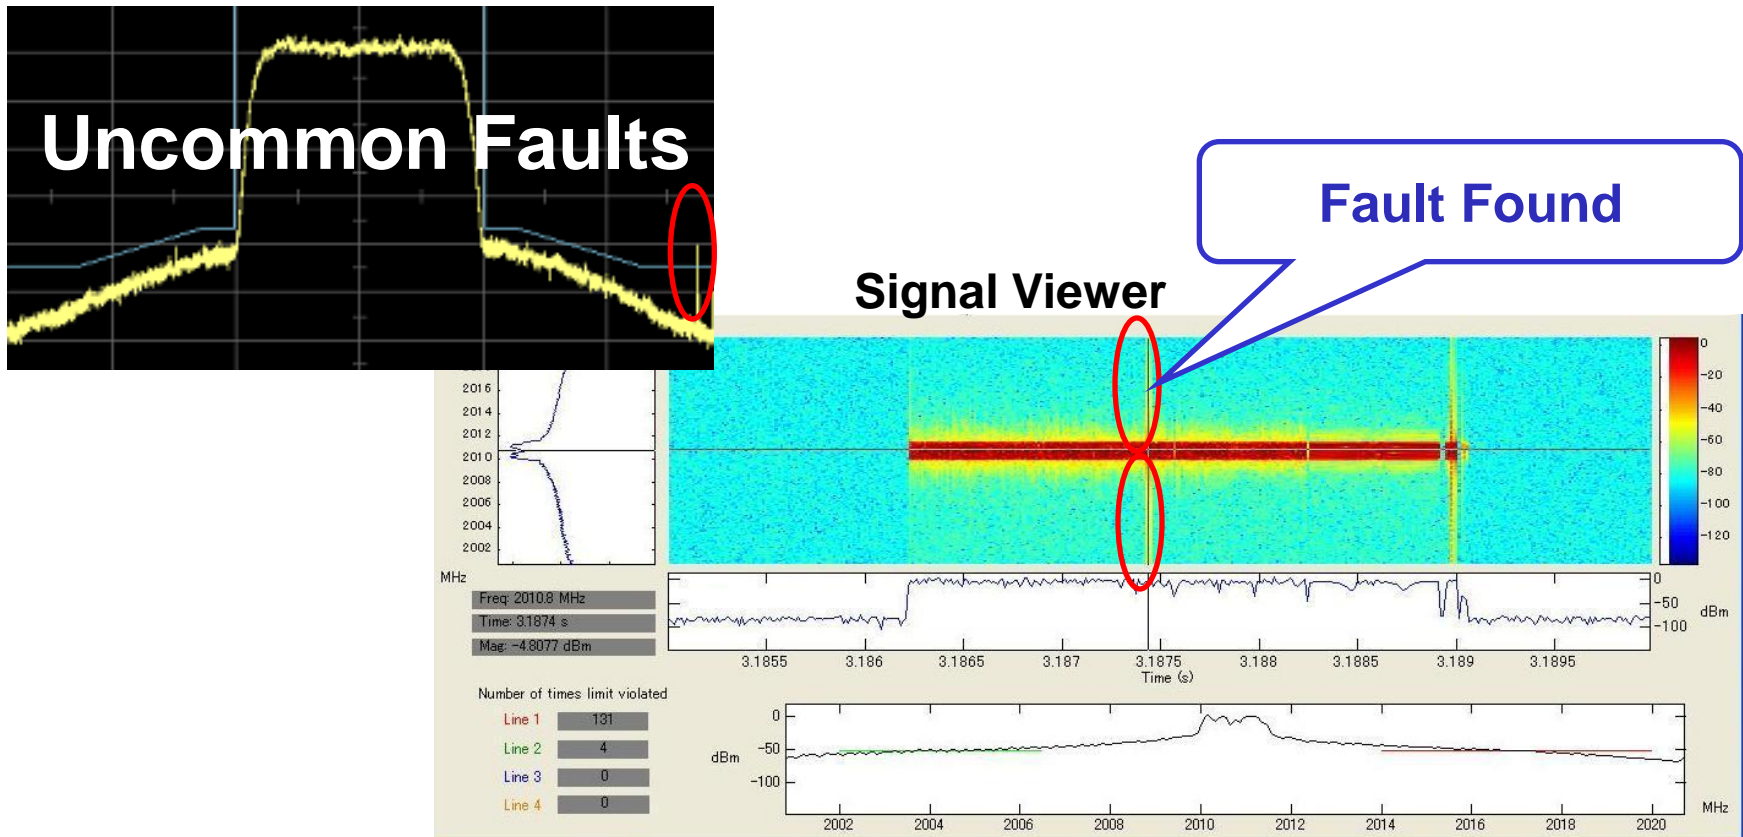 Uncommon Faults
Fault Found
Signal Viewer
2016
2014
2012
2010
2008
2006
2004
2002
MHz
0
-20
-40
-60
-80
-100
-120
Freq: 2010.8 MHz
Time: 3.1874 s
Mag: -4.8077 dBm
0
-50
-100
dBm
3.1855 3.186 3.1865 3.187 3.1875 3.188 3.1885 3.189 3.1895
Time (s)
Number of times limit violated
Line 1 131
Line 2 4
Line 3 0
Line 4 0
0
-50
-100
dBm
2002 2004 2006 2008 2010 2012 2014 2016 2018 2020
MHz